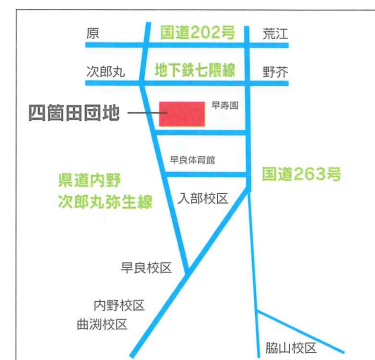 原
国道202号
荒江
次郎丸
地下鉄七隈線
野芥
四箇田団地
早寿園
早良体育館
国道263号
県道内野
次郎丸弥生線
入部校区
早良校区
内野校区
曲渕校区
脇山校区